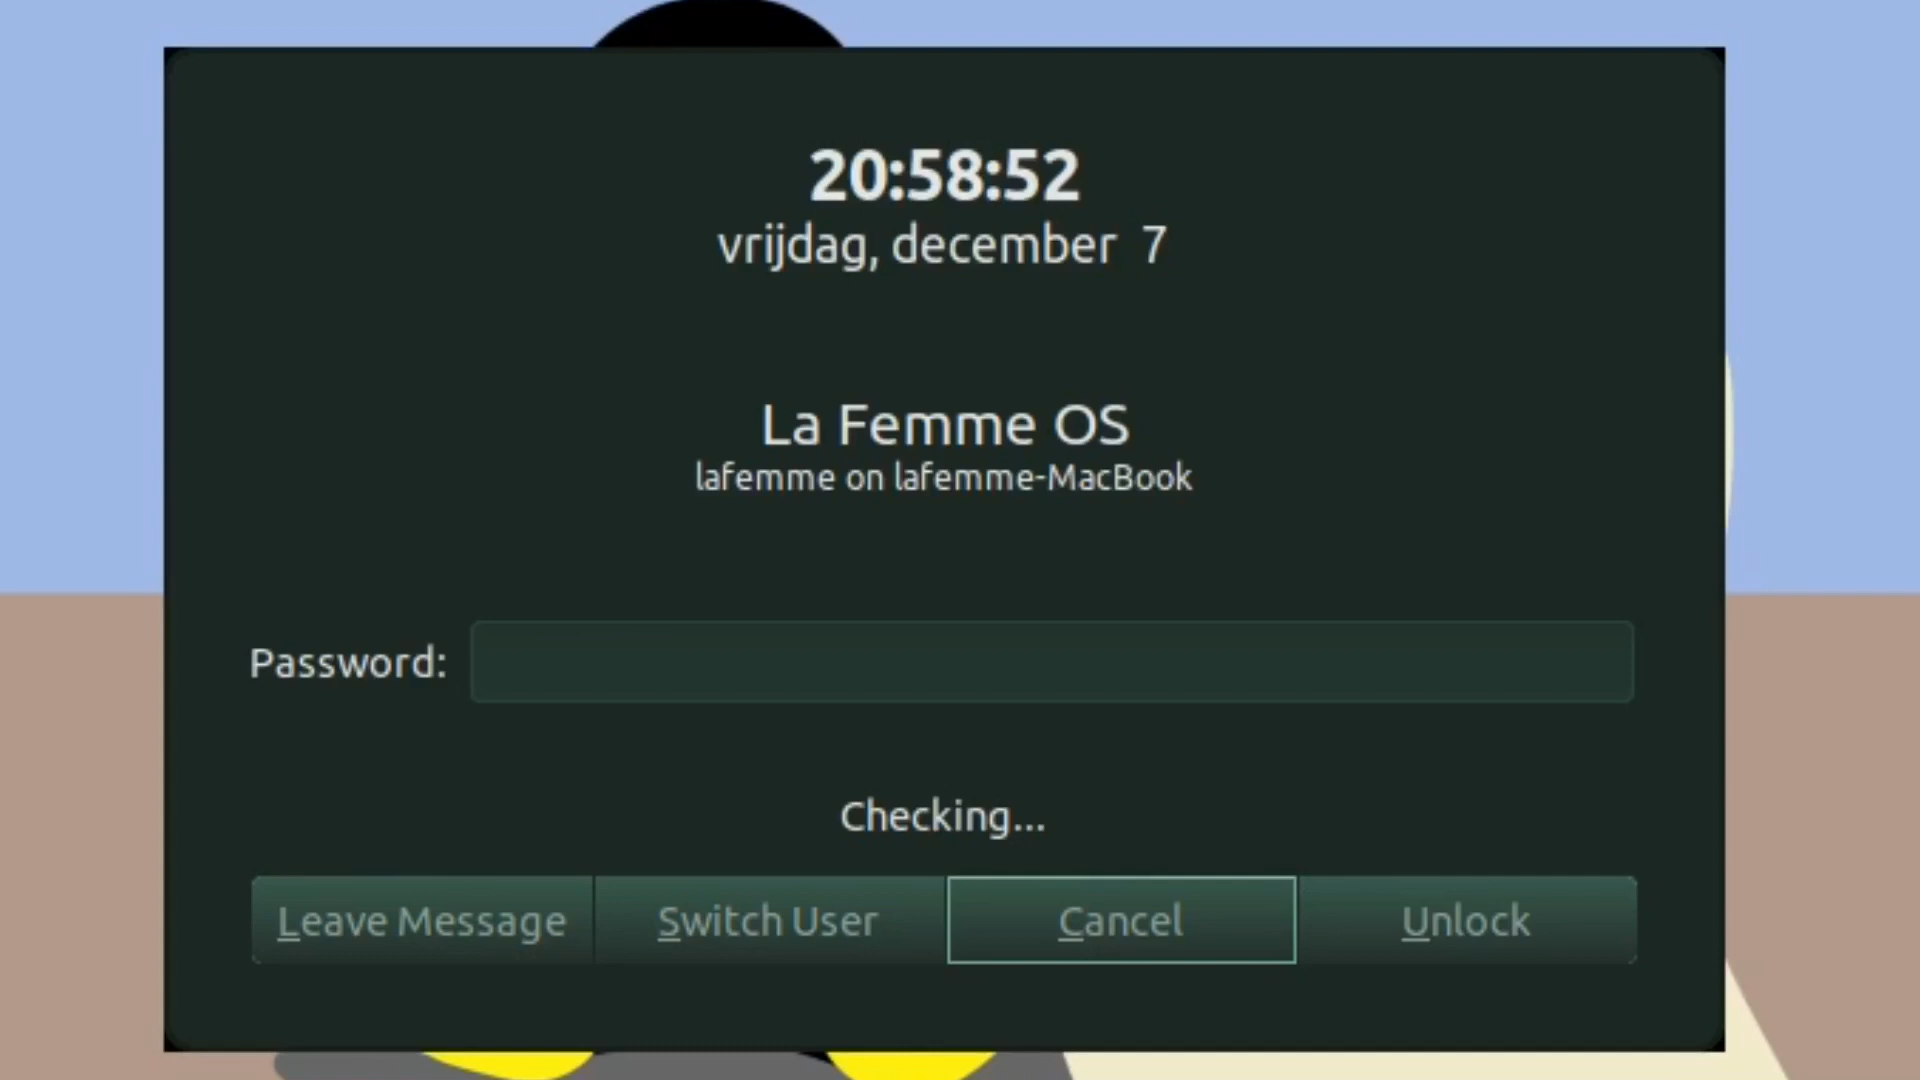 20:58:52
vrijdag, december  7
La Femme OS
lafemme on lafemme-MacBook
Password:
Checking...
Leave Message Switch User Cancel Unlock